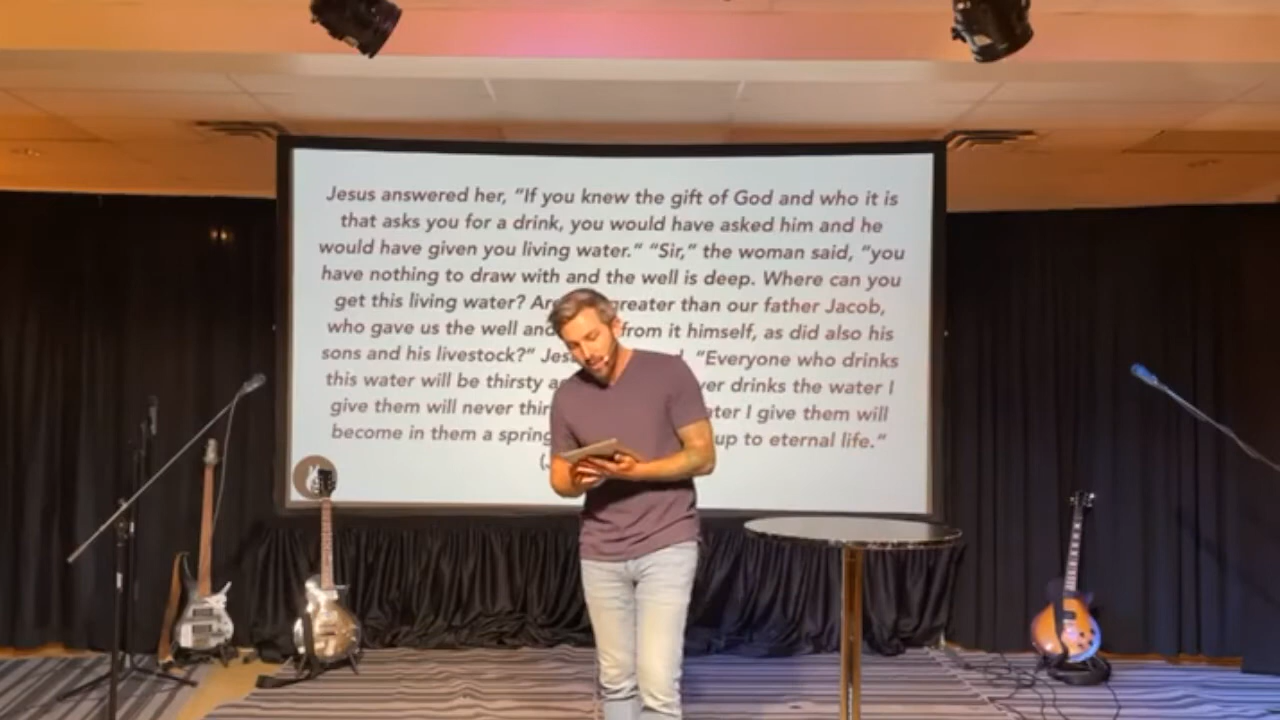 Jesus answered her, “If you knew the gift of God and who it is
that asks you for a drink, you would have asked him and he
would have given you living water.” “Sir,” the woman said, “you
have nothing to draw with and the well is deep. Where can you
get this living water? Are greater than our father Jacob,
who gave us the well and from it himself, as did also his
sons and his livestock?” “Everyone who drinks
this water will be thirsty drinks the water I
give them will never I give them will
become in them a spring up to eternal life.”